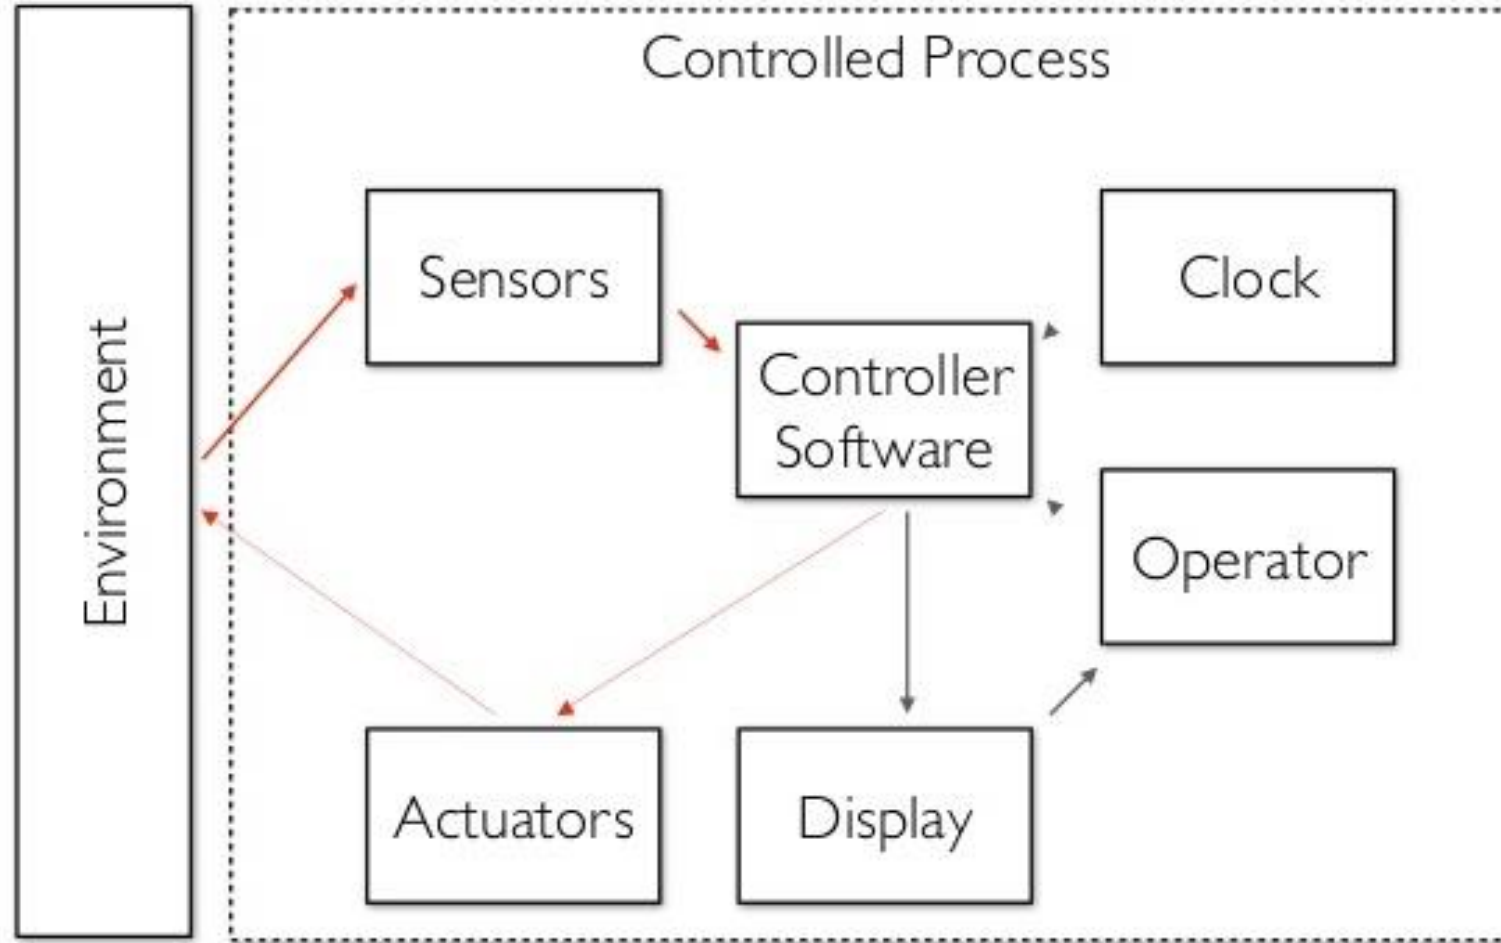 Controlled Process
Environment
Sensors
Clock
Controller
Software
Operator
Actuators
Display